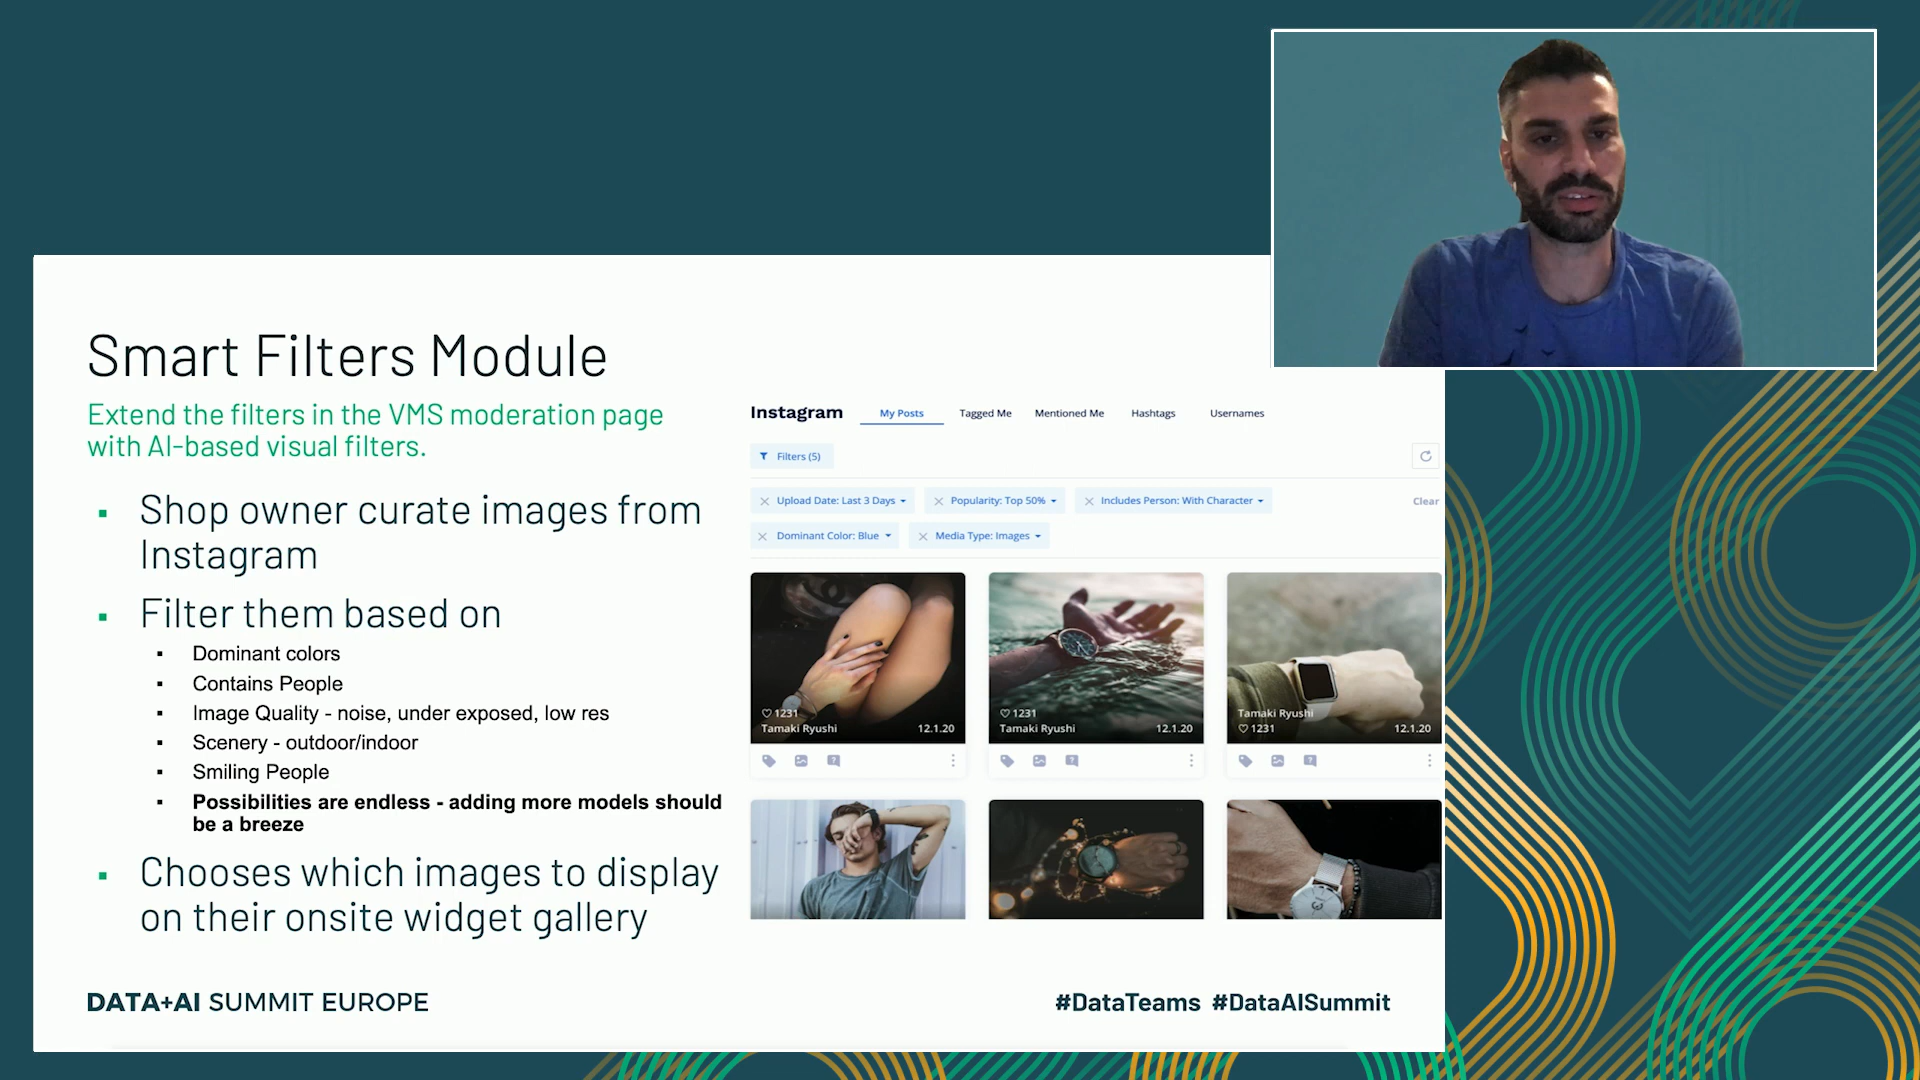 Smart Filters Module
Extend the filters in the VMS moderation page
with AI-based visual filters.
Shop owner curate images from
Instagram
Filter them based on
Dominant colors
Contains People
Image Quality - noise, under exposed, low res
Scenery - outdoor/indoor
Smiling People
Possibilities are endless - adding more models should
be a breeze
Chooses which images to display
on their onsite widget gallery
Instagram My Posts Tagged Me Mentioned Me Hashtags Usernames
Filters (5)
Upload Date: Last 3 Days Popularity: Top 50% Includes Person: With Character Clear
Dominant Color: Blue Media Type: Images
1231
Tamaki Ryushi 12.1.20
1231
Tamaki Ryushi 12.1.20
Tamaki Ryushi
1231 12.1.20
DATA+AI SUMMIT EUROPE
#DataTeams #DataAISummit